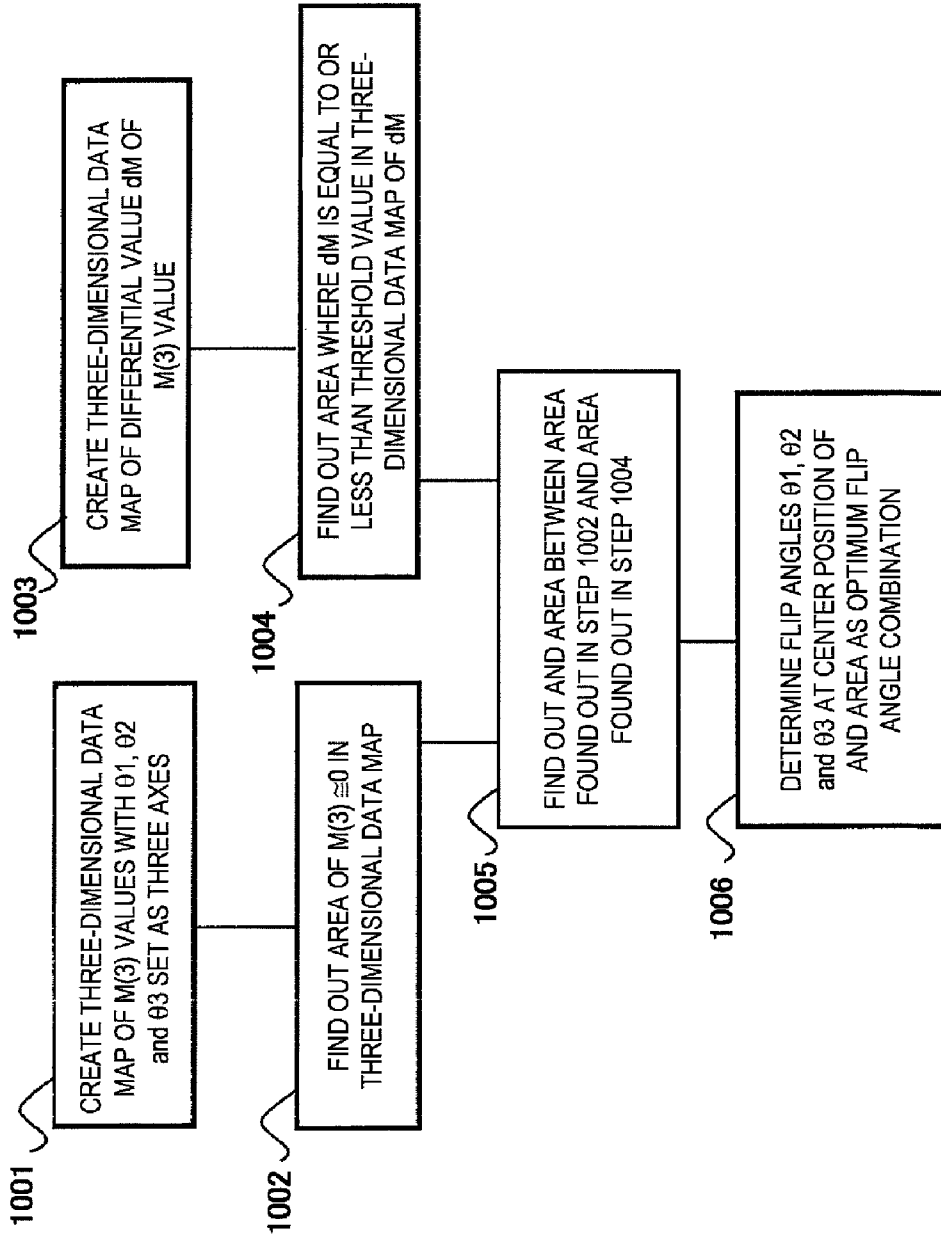 1001
CREATE THREE-DIMENSIONAL DATA
MAP OF M(3) VALUES WITH θ1, θ2
and θ3 SET AS THREE AXES
1002
FIND OUT AREA OF M(3) ≅0 IN
THREE-DIMENSIONAL DATA MAP
1003
CREATE THREE-DIMENSIONAL DATA
MAP OF DIFFERENTIAL VALUE dM OF
M(3) VALUE
1004
FIND OUT AREA WHERE dM IS EQUAL TO OR
LESS THAN THRESHOLD VALUE IN THREE-
DIMENSIONAL DATA MAP OF dM
1005
FIND OUT AND AREA BETWEEN AREA
FOUND OUT IN STEP 1002 AND AREA
FOUND OUT IN STEP 1004
1006
DETERMINE FLIP ANGLES θ1, θ2
and θ3 AT CENTER POSITION OF
AND AREA AS OPTIMUM FLIP
ANGLE COMBINATION